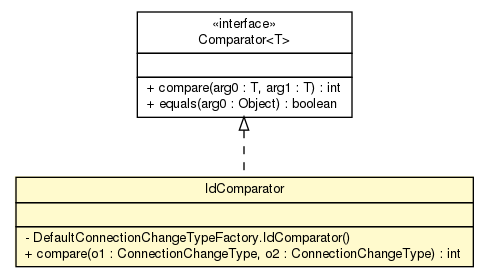 «interface»
Comparator<T>
+ compare(arg0 : T, arg1 : T) : int
+ equals(arg0 : Object) : boolean
IdComparator
- DefaultConnectionChangeTypeFactory.IdComparator()
+ compare(o1 : ConnectionChangeType, o2 : ConnectionChangeType) : int